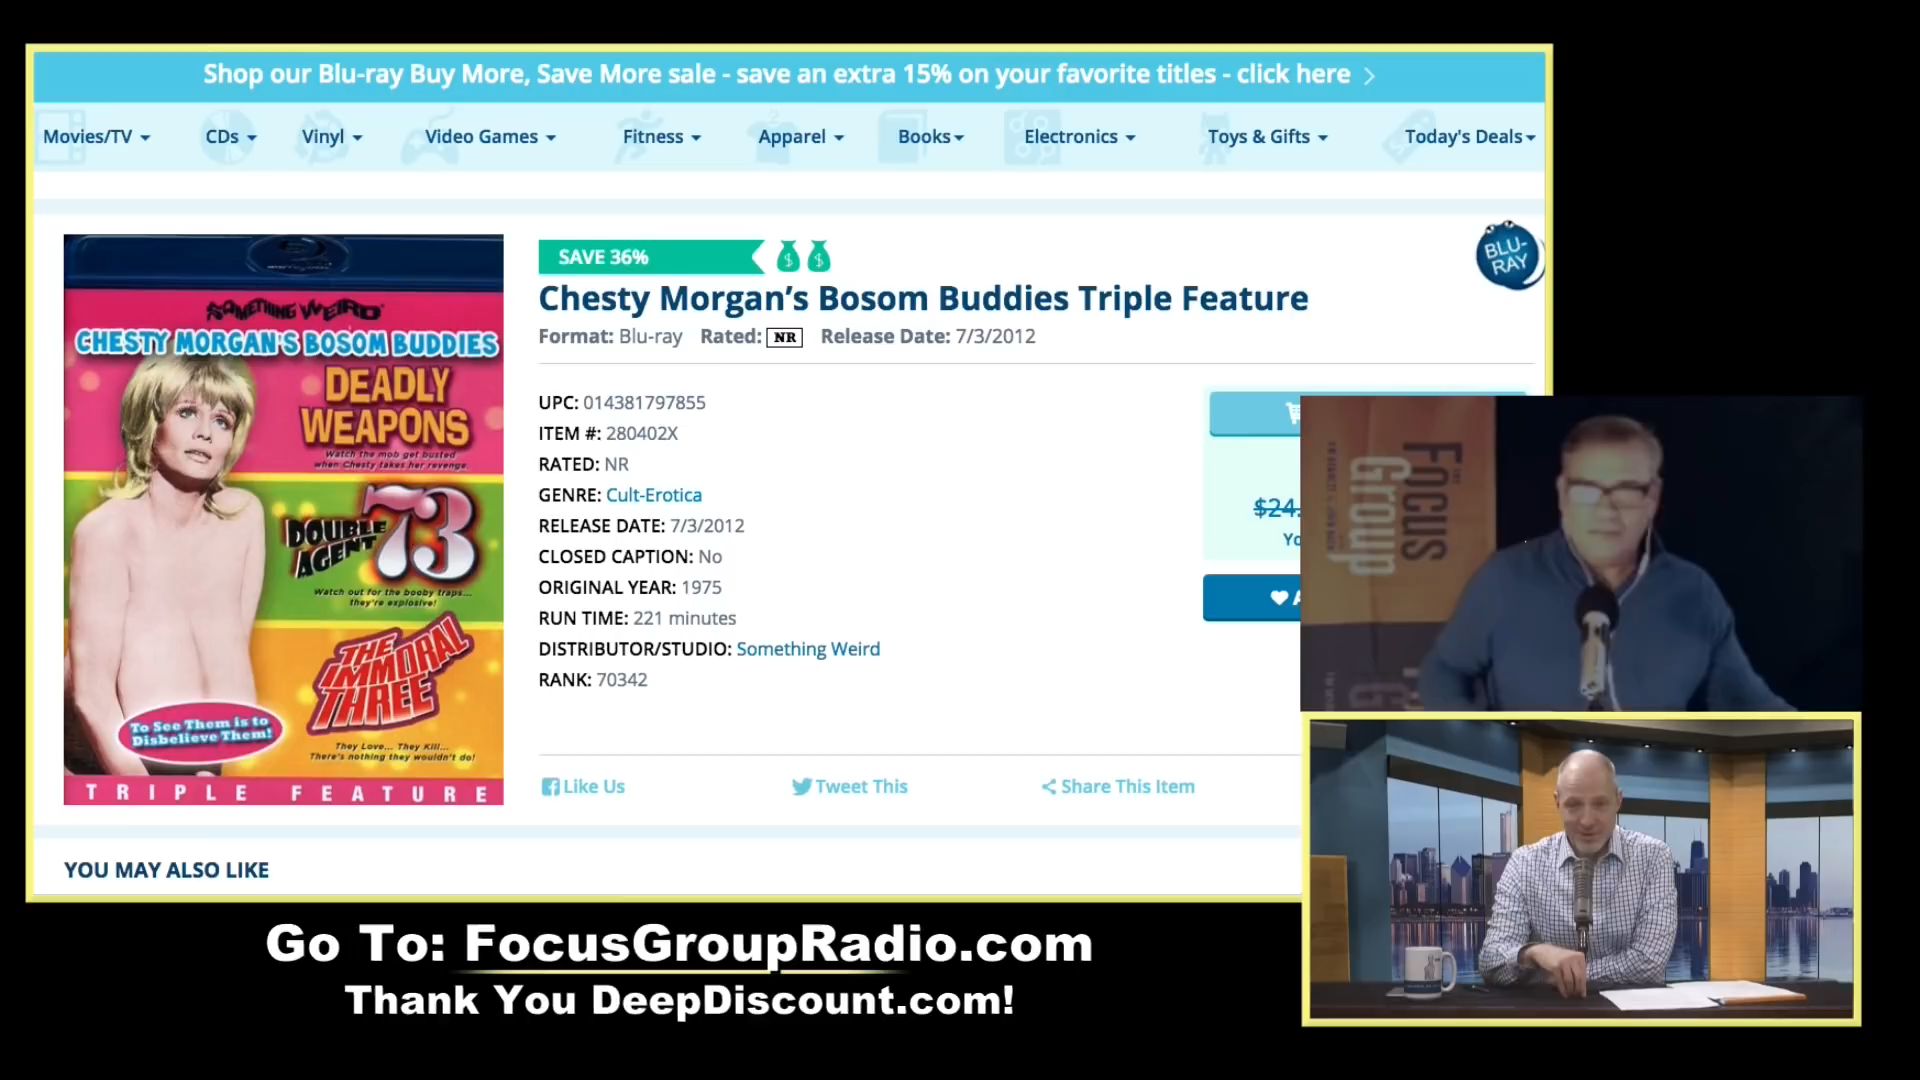 Shop our Blu-ray Buy More, Save More sale - save an extra 15% on your favorite titles - click here >
Movies/TV CDs Vinyl Video Games Fitness Apparel Books Electronics Toys & Gifts Today's Deals
SAVE 36%
BLU-
RAY
Chesty Morgan's Bosom Buddies Triple Feature
Format: Blu-ray Rated: NR Release Date: 7/3/2012
SOMETHING WEIRD
CHESTY MORGAN'S BOSOM BUDDIES
DEADLY
WEAPONS
Watch the mob get busted
when Chesty takes her revenge.
DOUBLE
AGENT 73
Watch out for the booby traps...
they're explosive!
THE
IMMORAL
THREE
To See Them is to
Disbelieve Them!
They Love... They Kill...
There's nothing they wouldn't do!
TRIPLE FEATURE
UPC: 014381797855
ITEM #: 280402X
RATED: NR
GENRE: Cult-Erotica
RELEASE DATE: 7/3/2012
CLOSED CAPTION: No
ORIGINAL YEAR: 1975
RUN TIME: 221 minutes
DISTRIBUTOR/STUDIO: Something Weird
RANK: 70342
$24.
Focus
Group
Like Us Tweet This Share This Item
YOU MAY ALSO LIKE
Go To: FocusGroupRadio.com
Thank You DeepDiscount.com!